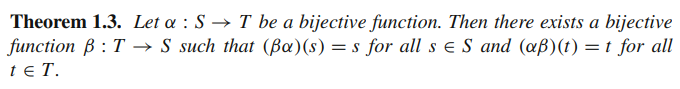 Theorem 1.3. Let α : S → T be a bijective function. Then there exists a bijective
function β : T → S such that (βα)(s) = s for all s ∈ S and (αβ)(t) = t for all
t ∈ T.